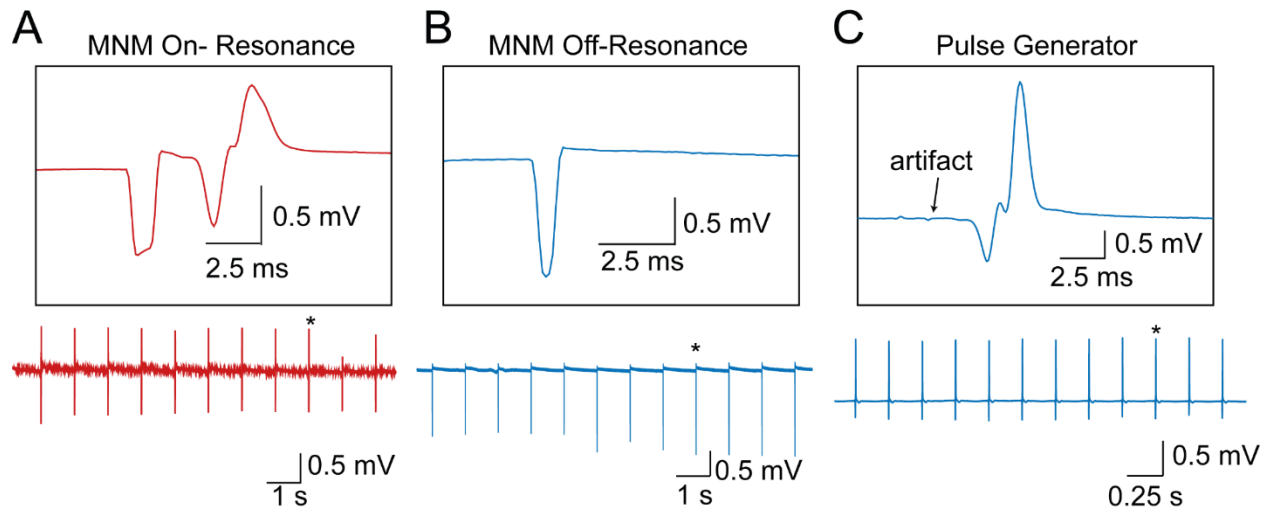 A
MNM On- Resonance
0.5 mV
2.5 ms
*
0.5 mV
1 s
B
MNM Off-Resonance
0.5 mV
2.5 ms
*
0.5 mV
1 s
C
Pulse Generator
artifact
0.5 mV
2.5 ms
*
0.5 mV
0.25 s